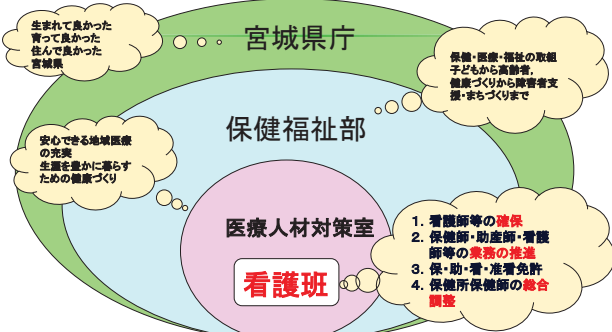 生まれて良かった
育って良かった
住んで良かった
宮城県
宮城県庁
保健・医療・福祉の取組
子どもから高齢者,
健康づくりから障害者支
援・まちづくりまで
保健福祉部
安心できる地域医療
の充実
生涯を豊かに暮らす
ための健康づくり
医療人材対策室
看護班
1. 看護師等の確保
2. 保健師・助産師・看護
師等の業務の推進
3. 保・助・看・准看免許
4. 保健所保健師の総合
調整